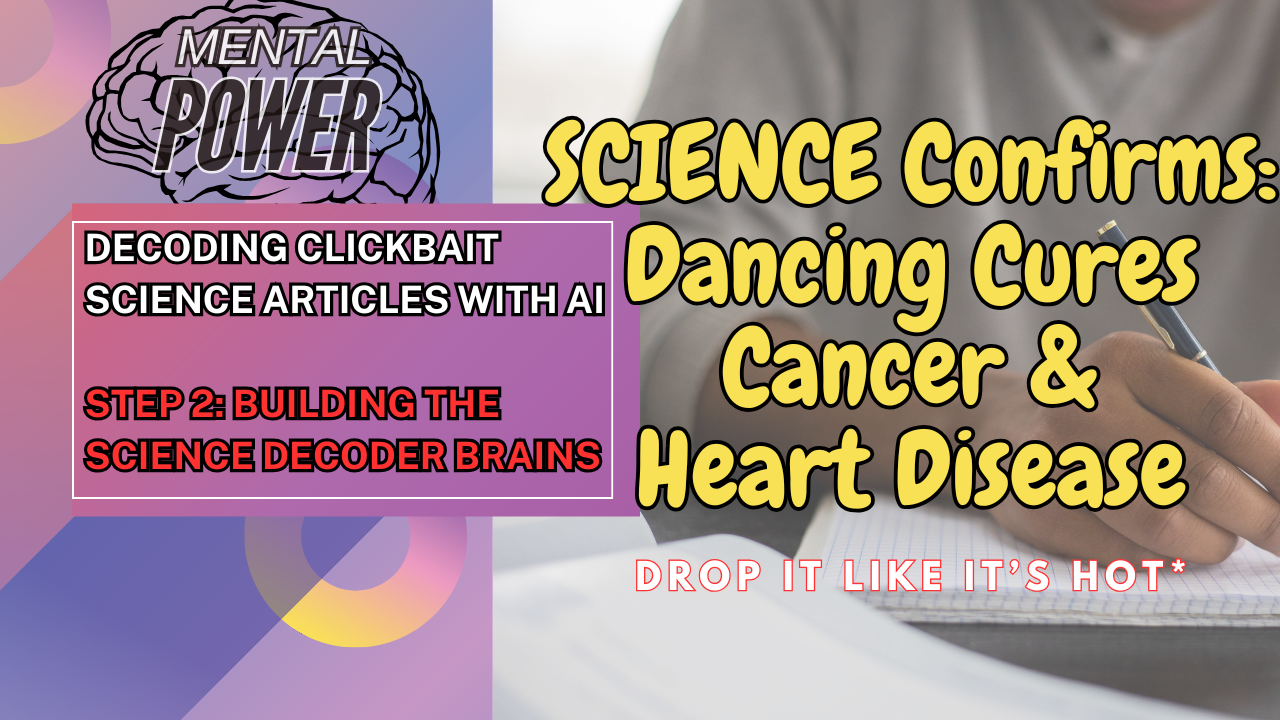 MENTAL
POWER
DECODING CLICKBAIT
SCIENCE ARTICLES WITH AI
STEP 2: BUILDING THE
SCIENCE DECODER BRAINS
SCIENCE Confirms:
Dancing Cures
Cancer &
Heart Disease
DROP IT LIKE IT'S HOT*